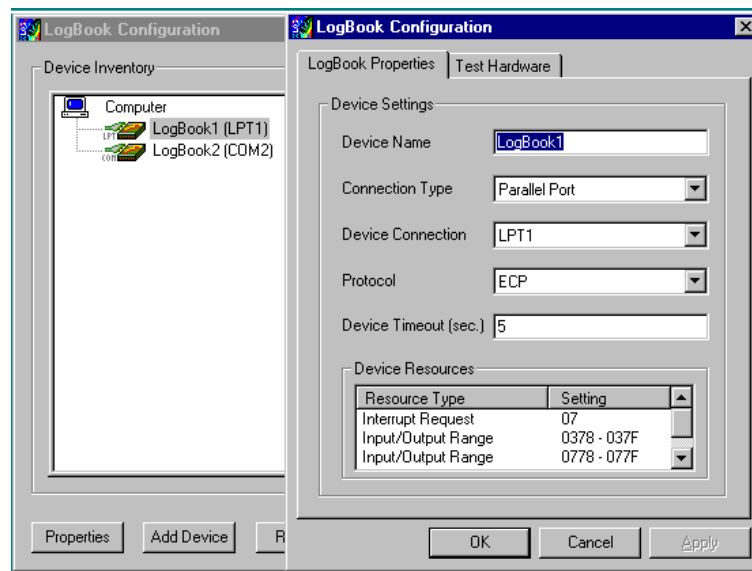 LogBook Configuration
Device Inventory
Computer
LPT LogBook1 (LPT1)
COM LogBook2 (COM2)
Properties
Add Device
R
LogBook Configuration
LogBook Properties
Test Hardware
Device Settings
Device Name LogBook1
Connection Type Parallel Port
Device Connection LPT1
Protocol ECP
Device Timeout (sec.) 5
Device Resources
Resource Type Setting
Interrupt Request 07
Input/Output Range 0378 - 037F
Input/Output Range 0778 - 077F
OK
Cancel
Apply